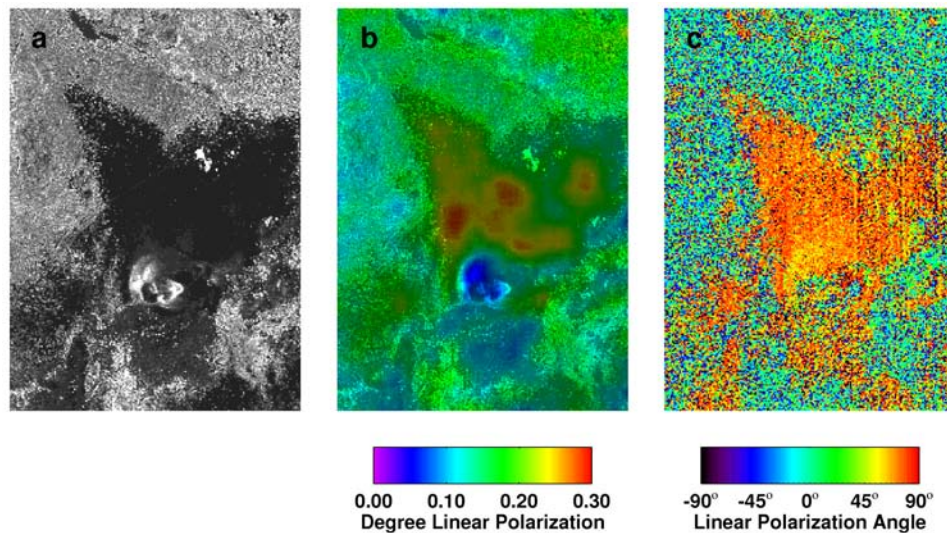 a
b
c
0.00 0.10 0.20 0.30
Degree Linear Polarization
-90° -45° 0° 45° 90°
Linear Polarization Angle